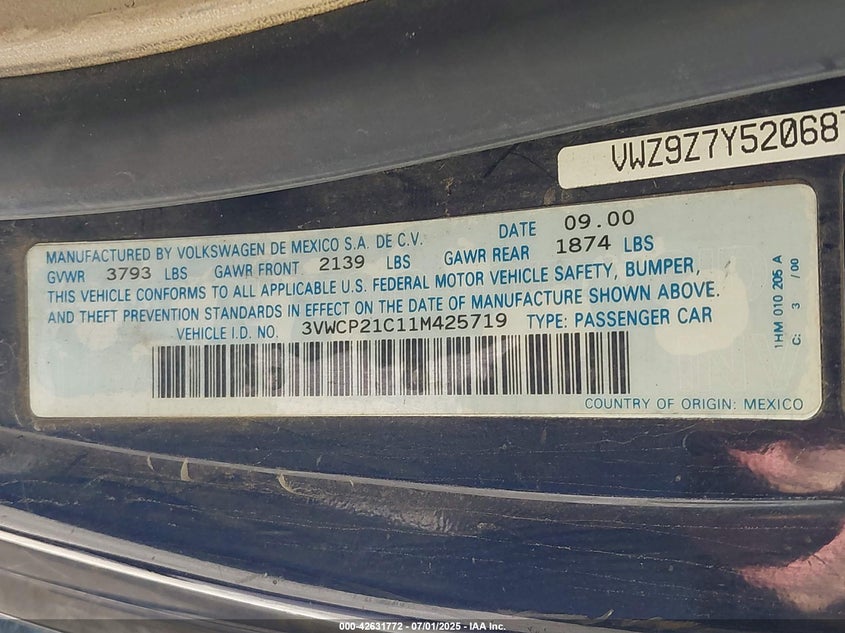 VWZ9Z7Y52068
MANUFACTURED BY VOLKSWAGEN DE MEXICO S.A. DE C.V. DATE 09.00
GVWR 3793 LBS GAWR FRONT 2139 LBS GAWR REAR 1874 LBS
THIS VEHICLE CONFORMS TO ALL APPLICABLE U.S. FEDERAL MOTOR VEHICLE SAFETY, BUMPER,
AND THEFT PREVENTION STANDARDS IN EFFECT ON THE DATE OF MANUFACTURE SHOWN ABOVE.
VEHICLE I.D. NO. 3VWCP21C11M425719 TYPE: PASSENGER CAR
COUNTRY OF ORIGIN: MEXICO
1HM 010 205 A
C: 3 / 00
000-42631772 - 07/01/2025 - IAA Inc.